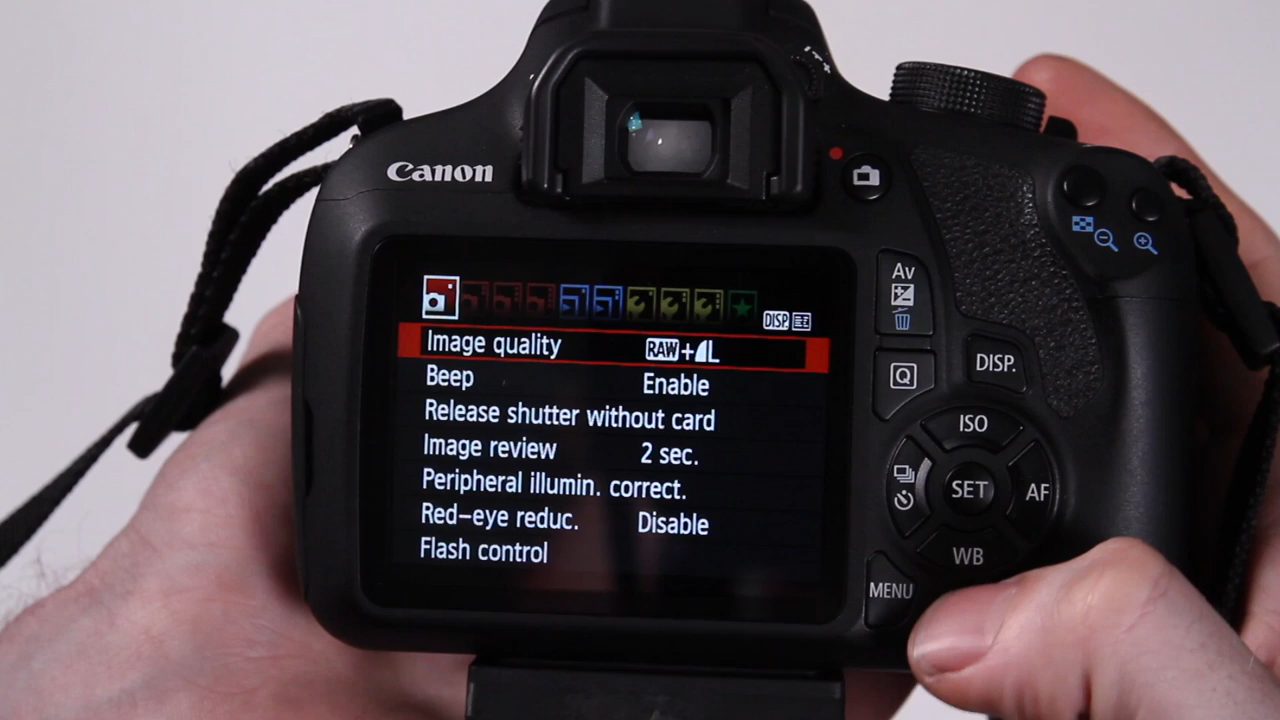 Canon
DISP.
Image quality RAW+L
Beep Enable
Release shutter without card
Image review 2 sec.
Peripheral illumin. correct.
Red-eye reduc. Disable
Flash control
Av
Q
DISP.
ISO
SET
AF
WB
MENU